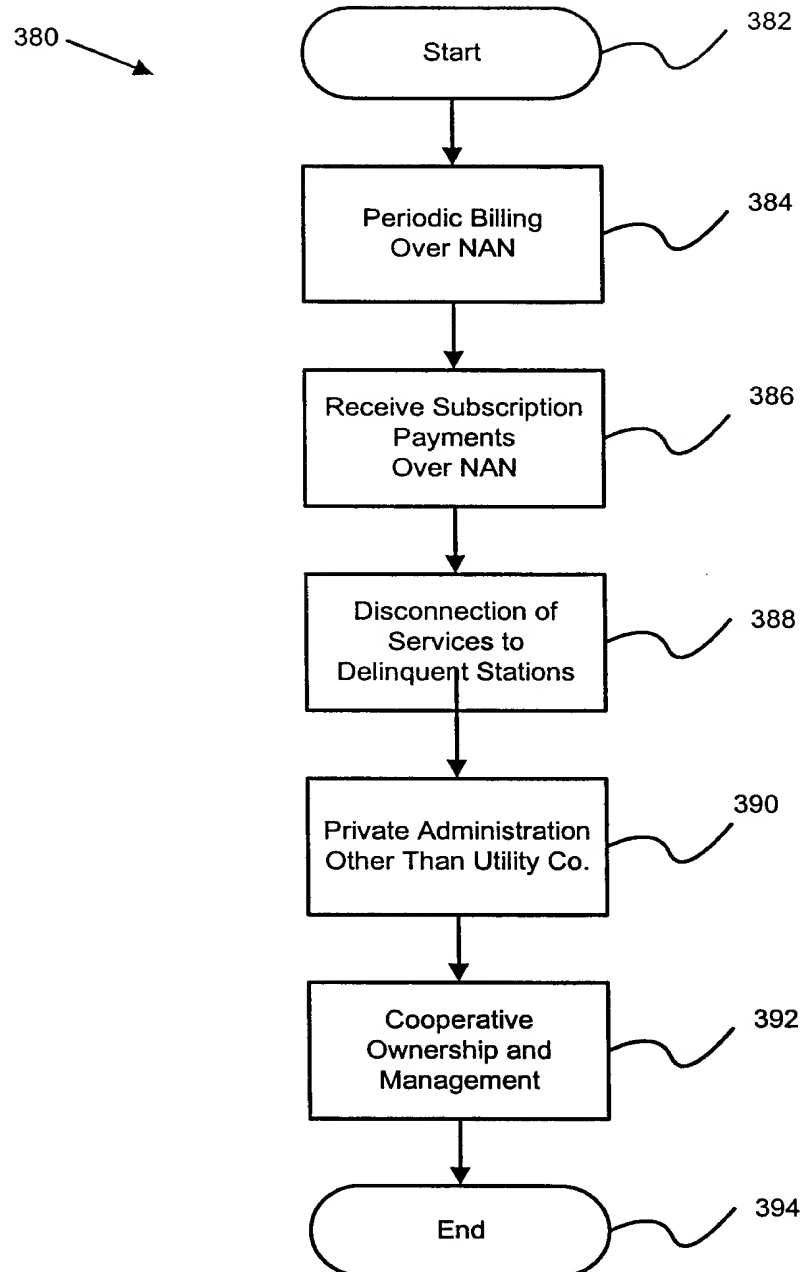 380
Start
382
Periodic Billing
Over NAN
384
Receive Subscription
Payments
Over NAN
386
Disconnection of
Services to
Delinquent Stations
388
Private Administration
Other Than Utility Co.
390
Cooperative
Ownership and
Management
392
End
394